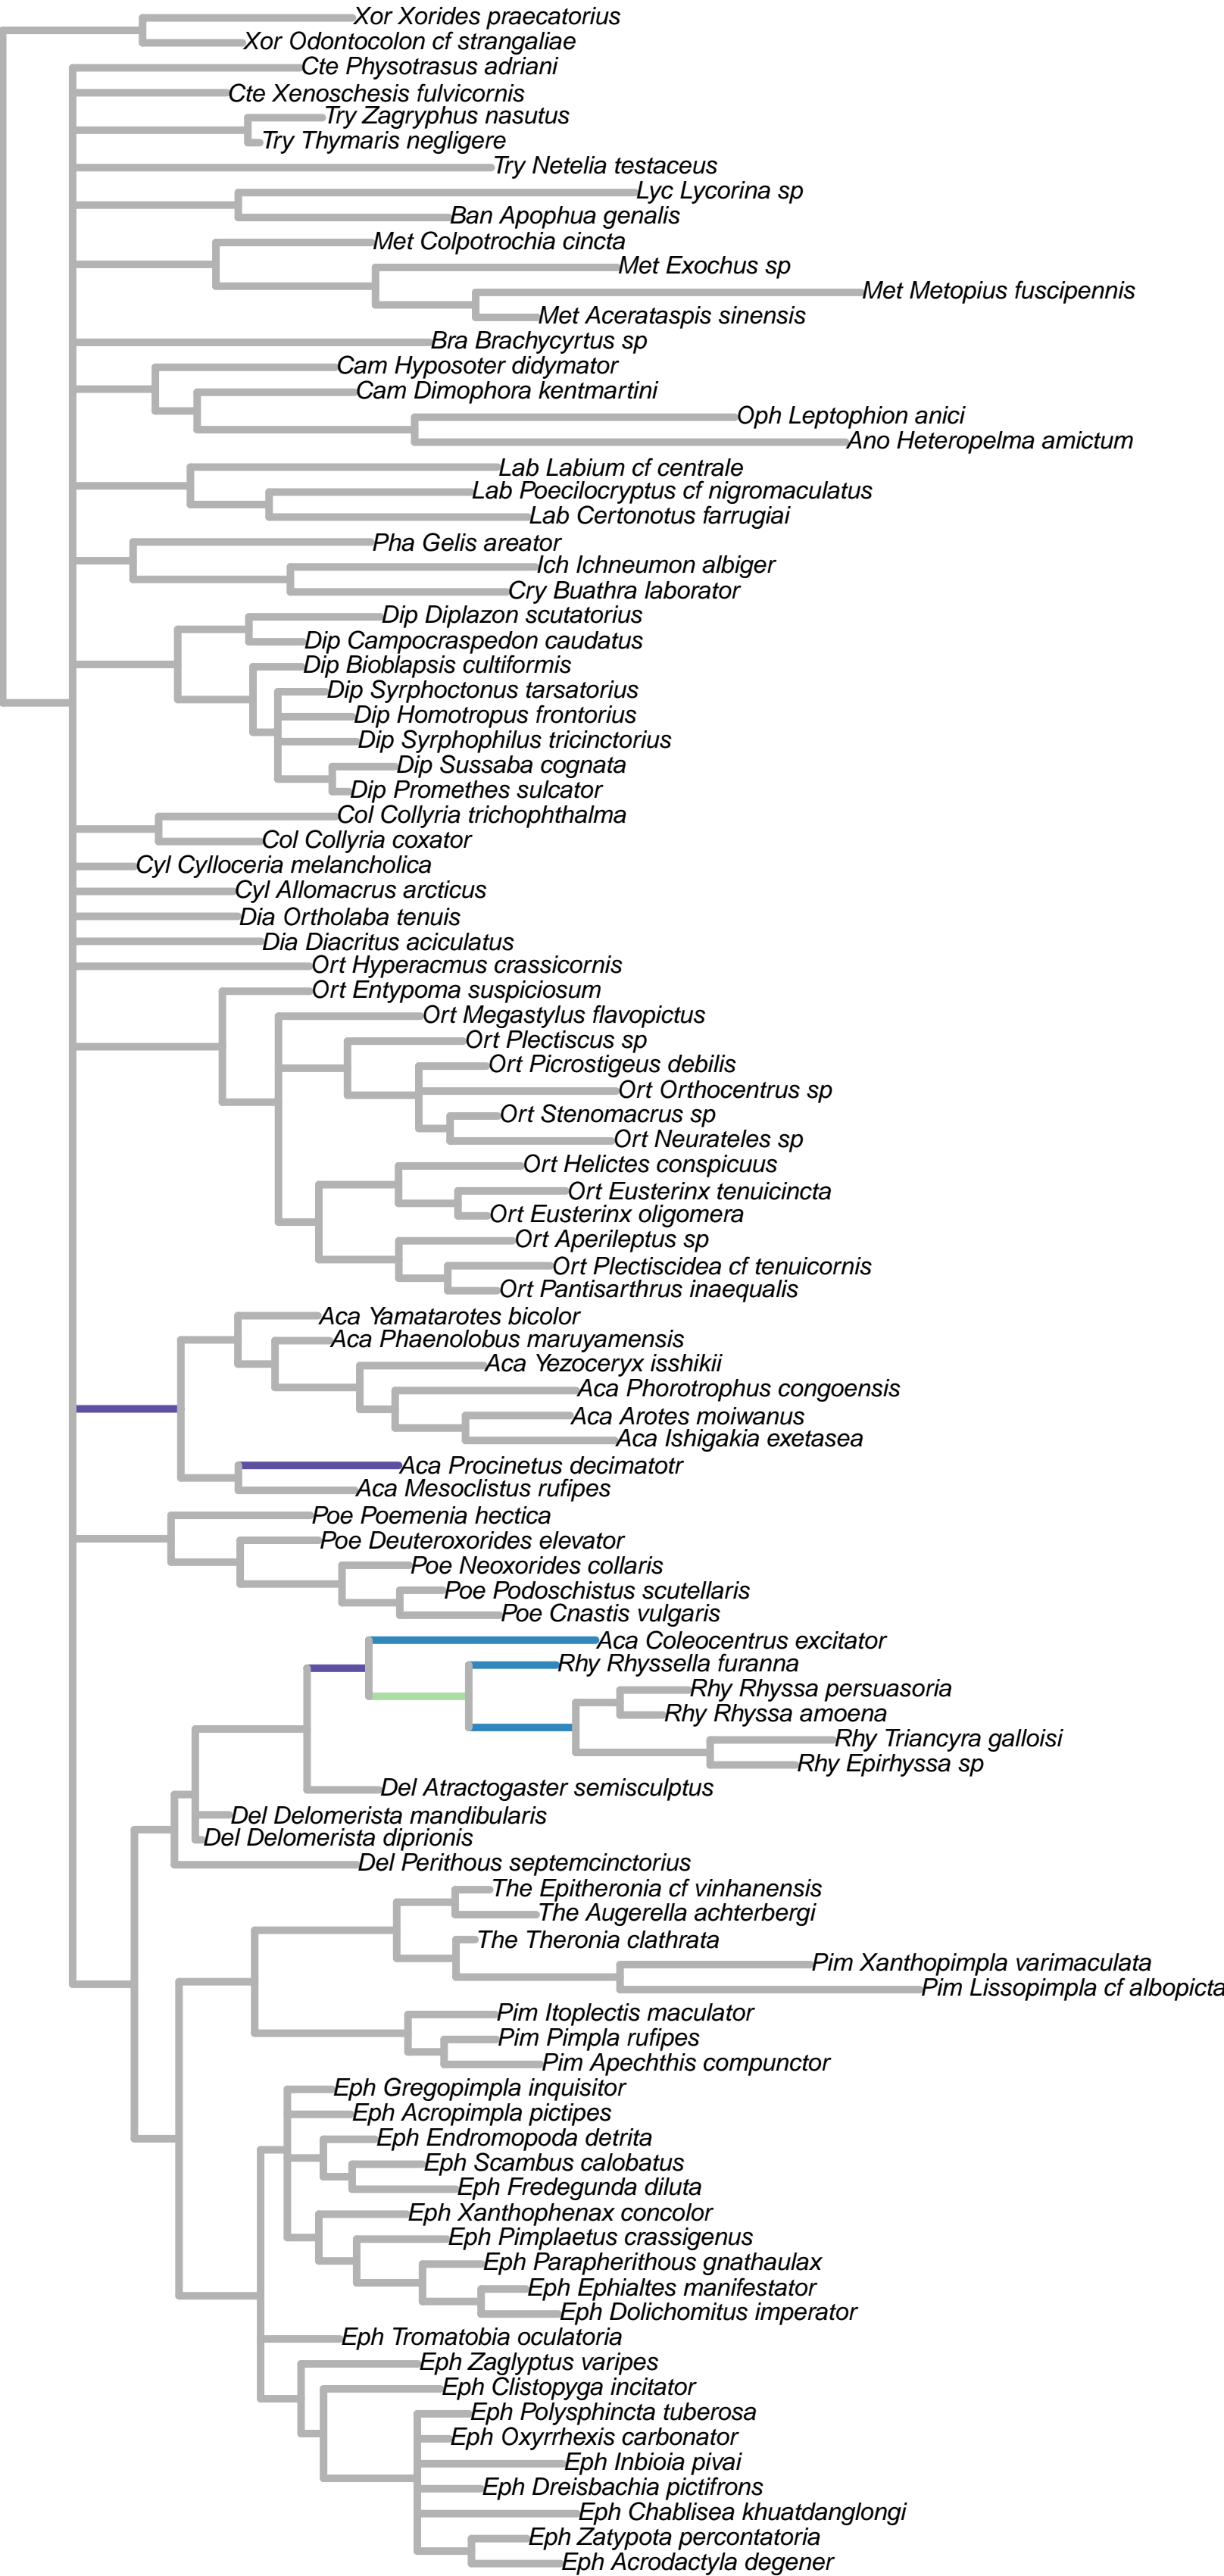 Xor Xorides praecatorius
Xor Odontocolon cf strangaliae
Cte Physotrasus adriani
Cte Xenoschesis fulvicornis
Try Zagryphus nasutus
Try Thymaris negligere
Try Netelia testaceus
Lyc Lycorina sp
Ban Apophua genalis
Met Colpotrochia cincta
Met Exochus sp
Met Metopius fuscipennis
Met Acerataspis sinensis
Bra Brachycyrtus sp
Cam Hyposoter didymator
Cam Dimophora kentmartini
Oph Leptophion anici
Ano Heteropelma amictum
Lab Labium cf centrale
Lab Poecilocryptus cf nigromaculatus
Lab Certonotus farrugiai
Pha Gelis areator
Ich Ichneumon albiger
Cry Buathra laborator
Dip Diplazon scutatorius
Dip Campocraspedon caudatus
Dip Bioblapsis cultiformis
Dip Syrphoctonus tarsatorius
Dip Homotropus frontorius
Dip Syrphophilus tricinctorius
Dip Sussaba cognata
Dip Promethes sulcator
Col Collyria trichophthalma
Col Collyria coxator
Cyl Cylloceria melancholica
Cyl Allomacrus arcticus
Dia Ortholaba tenuis
Dia Diacritus aciculatus
Ort Hyperacmus crassicornis
Ort Entypoma suspiciosum
Ort Megastylus flavopictus
Ort Plectiscus sp
Ort Picrostigeus debilis
Ort Orthocentrus sp
Ort Stenomacrus sp
Ort Neurateles sp
Ort Helictes conspicuus
Ort Eusterinx tenuicincta
Ort Eusterinx oligomera
Ort Aperileptus sp
Ort Plectiscidea cf tenuicornis
Ort Pantisarthrus inaequalis
Aca Yamatarotes bicolor
Aca Phaenolobus maruyamensis
Aca Yezoceryx isshikii
Aca Phorotrophus congoensis
Aca Arotes moiwanus
Aca Ishigakia exetasea
Aca Procinetus decimatotr
Aca Mesoclistus rufipes
Poe Poemenia hectica
Poe Deuteroxorides elevator
Poe Neoxorides collaris
Poe Podoschistus scutellaris
Poe Cnastis vulgaris
Aca Coleocentrus excitator
Rhy Rhyssella furanna
Rhy Rhyssa persuasoria
Rhy Rhyssa amoena
Rhy Triancyra galloisi
Rhy Epirhyssa sp
Del Atractogaster semisculptus
Del Delomerista mandibularis
Del Delomerista diprionis
Del Perithous septemcinctorius
The Epitheronia cf vinhanensis
The Augerella achterbergi
The Theronia clathrata
Pim Xanthopimpla varimaculata
Pim Lissopimpla cf albopicta
Pim Itoplectis maculator
Pim Pimpla rufipes
Pim Apechthis compunctor
Eph Gregopimpla inquisitor
Eph Acropimpla pictipes
Eph Endromopoda detrita
Eph Scambus calobatus
Eph Fredegunda diluta
Eph Xanthophenax concolor
Eph Pimplaetus crassigenus
Eph Parapherithous gnathaulax
Eph Ephialtes manifestator
Eph Dolichomitus imperator
Eph Tromatobia oculatoria
Eph Zaglyptus varipes
Eph Clistopyga incitator
Eph Polysphincta tuberosa
Eph Oxyrrhexis carbonator
Eph Inbioia pivai
Eph Dreisbachia pictifrons
Eph Chablisea khuatdanglongi
Eph Zatypota percontatoria
Eph Acrodactyla degener